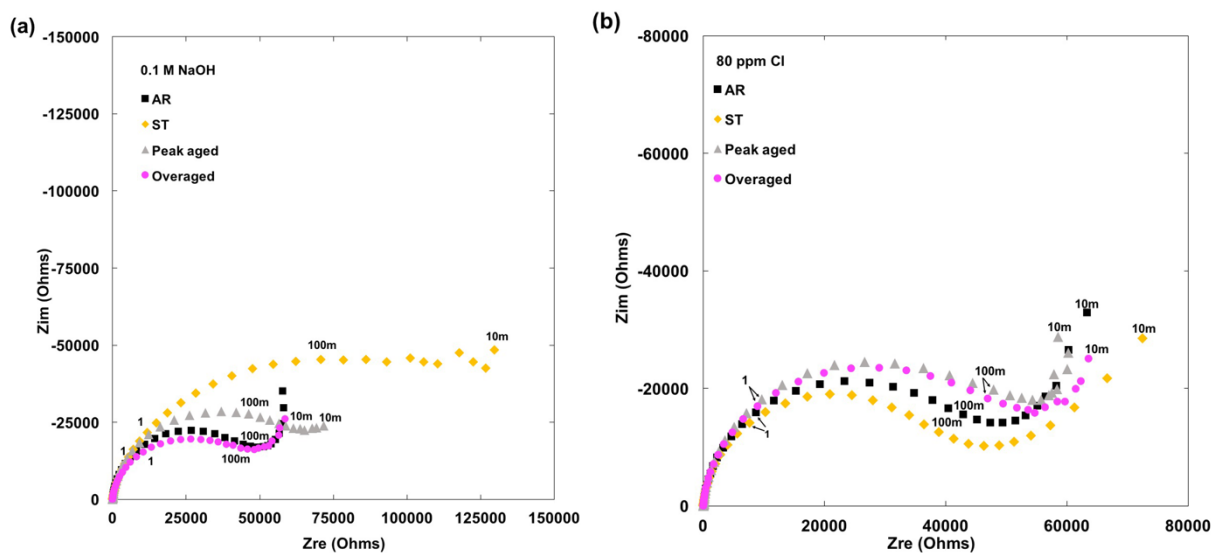 (a)
-150000
0.1 M NaOH
AR
ST
Peak aged
Overaged
-125000
-100000
-75000
-50000
-25000
0
Zim (Ohms)
1
1
1
100m
100m
100m
100m
10m
10m
10m
0
25000
50000
75000
100000
125000
150000
Zre (Ohms)
(b)
-80000
80 ppm Cl
AR
ST
Peak aged
Overaged
-60000
-40000
-20000
0
Zim (Ohms)
1
1
100m
100m
100m
10m
10m
10m
10m
0
20000
40000
60000
80000
Zre (Ohms)